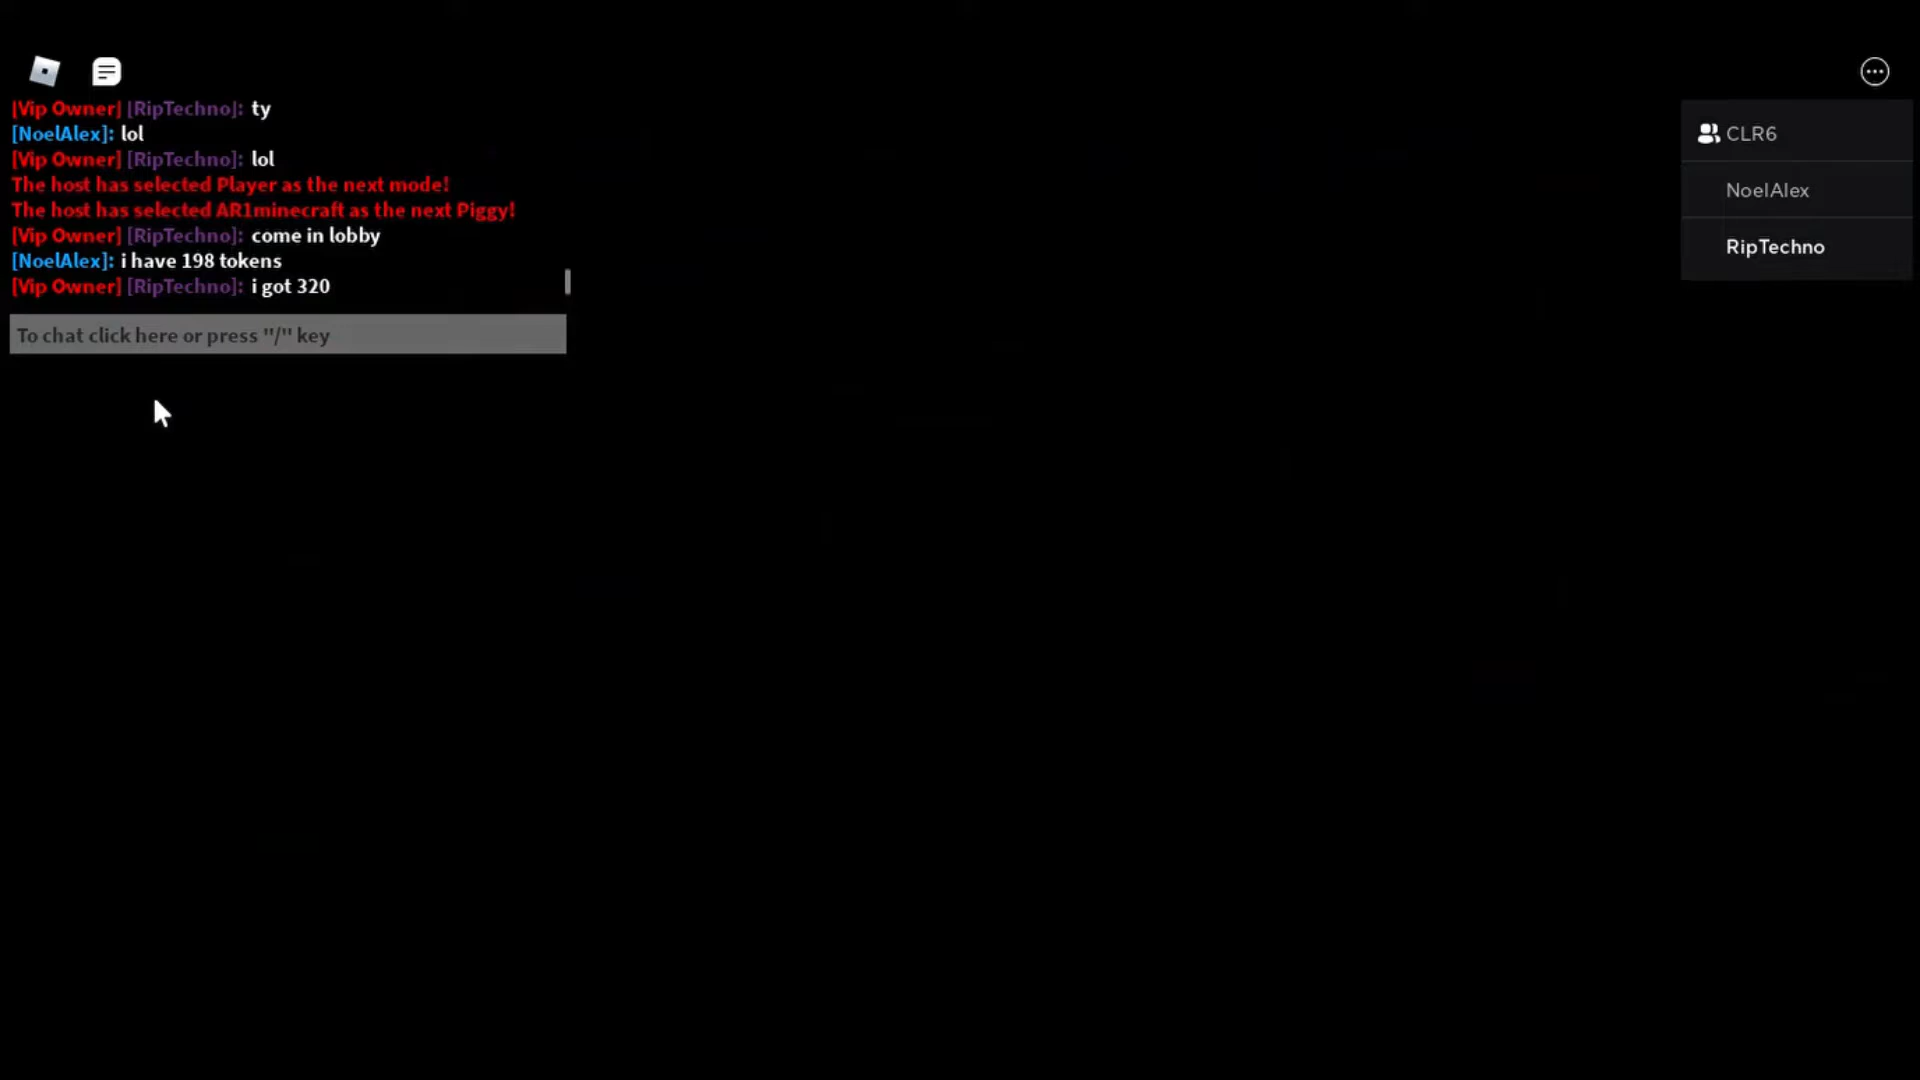 [Vip Owner] [RipTechno]: ty
[NoelAlex]: lol
[Vip Owner] [RipTechno]: lol
The host has selected Player as the next mode!
The host has selected AR1minecraft as the next Piggy!
[Vip Owner] [RipTechno]: come in lobby
[NoelAlex]: i have 198 tokens
[Vip Owner] [RipTechno]: i got 320
To chat click here or press "/" key
CLR6
NoelAlex
RipTechno